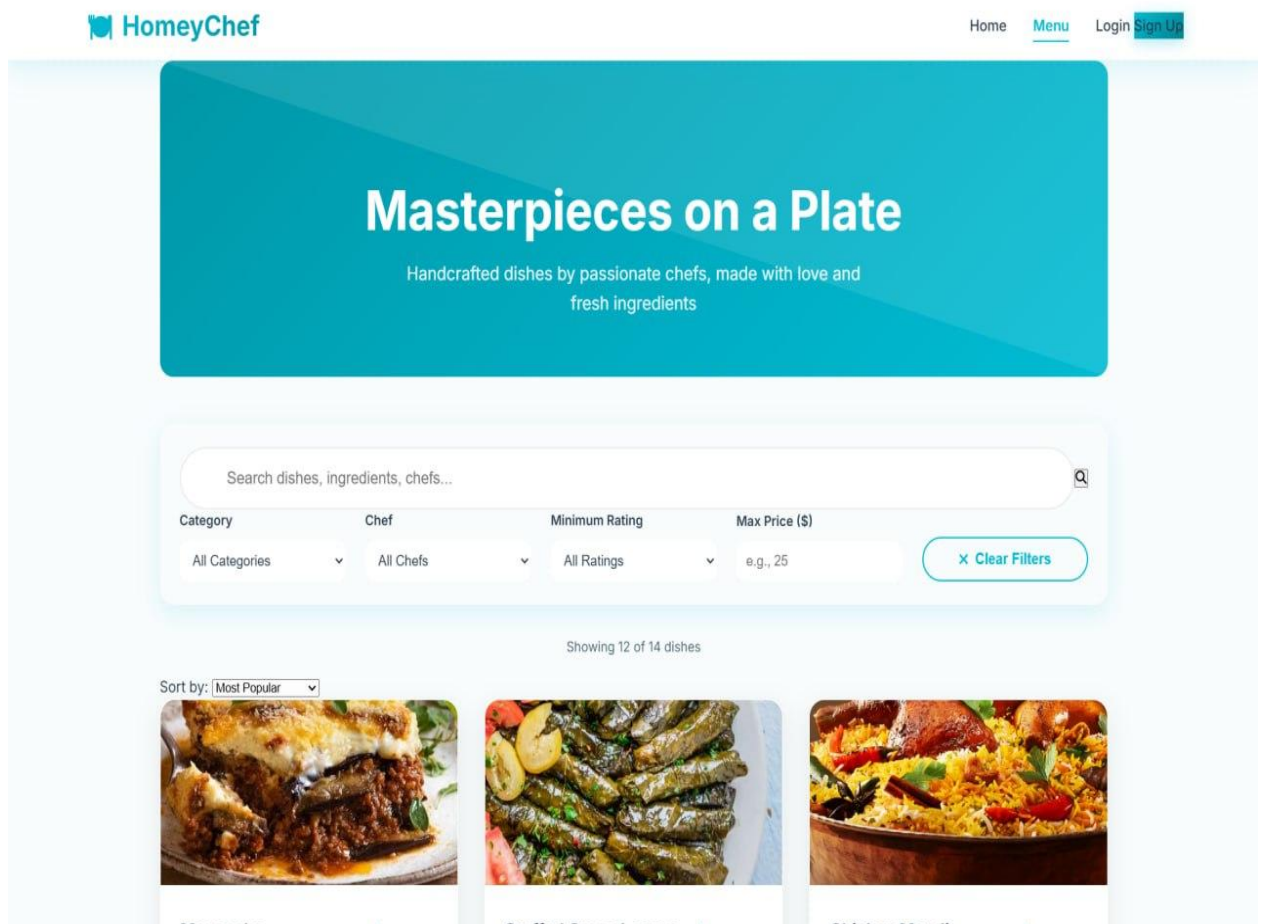 HomeyChef
Home Menu Login Sign Up
Masterpieces on a Plate
Handcrafted dishes by passionate chefs, made with love and
fresh ingredients
Search dishes, ingredients, chefs...
Category Chef Minimum Rating Max Price ($)
All Categories All Chefs All Ratings e.g., 25 × Clear Filters
Showing 12 of 14 dishes
Sort by: Most Popular